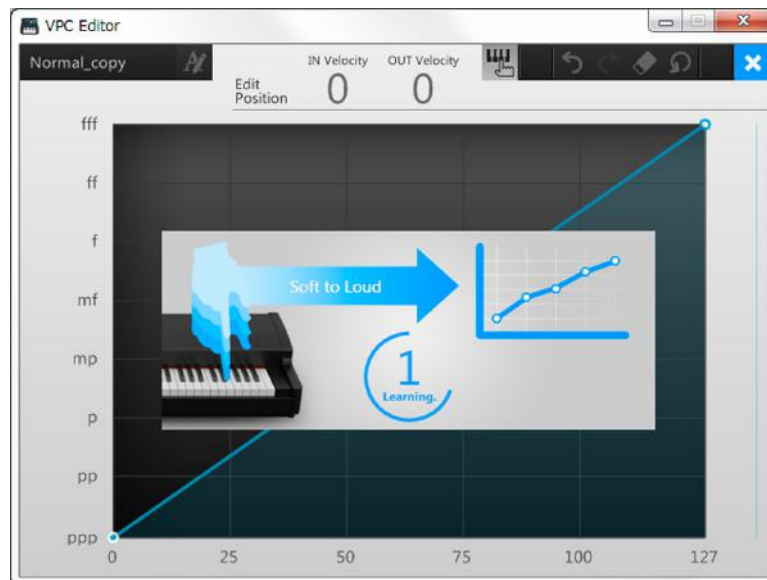 VPC Editor
Normal_copy
IN Velocity OUT Velocity
Edit
Position
0 0
fff
ff
f
mf
mp
p
pp
ppp
Soft to Loud
1
Learning.
0 25 50 75 100 127